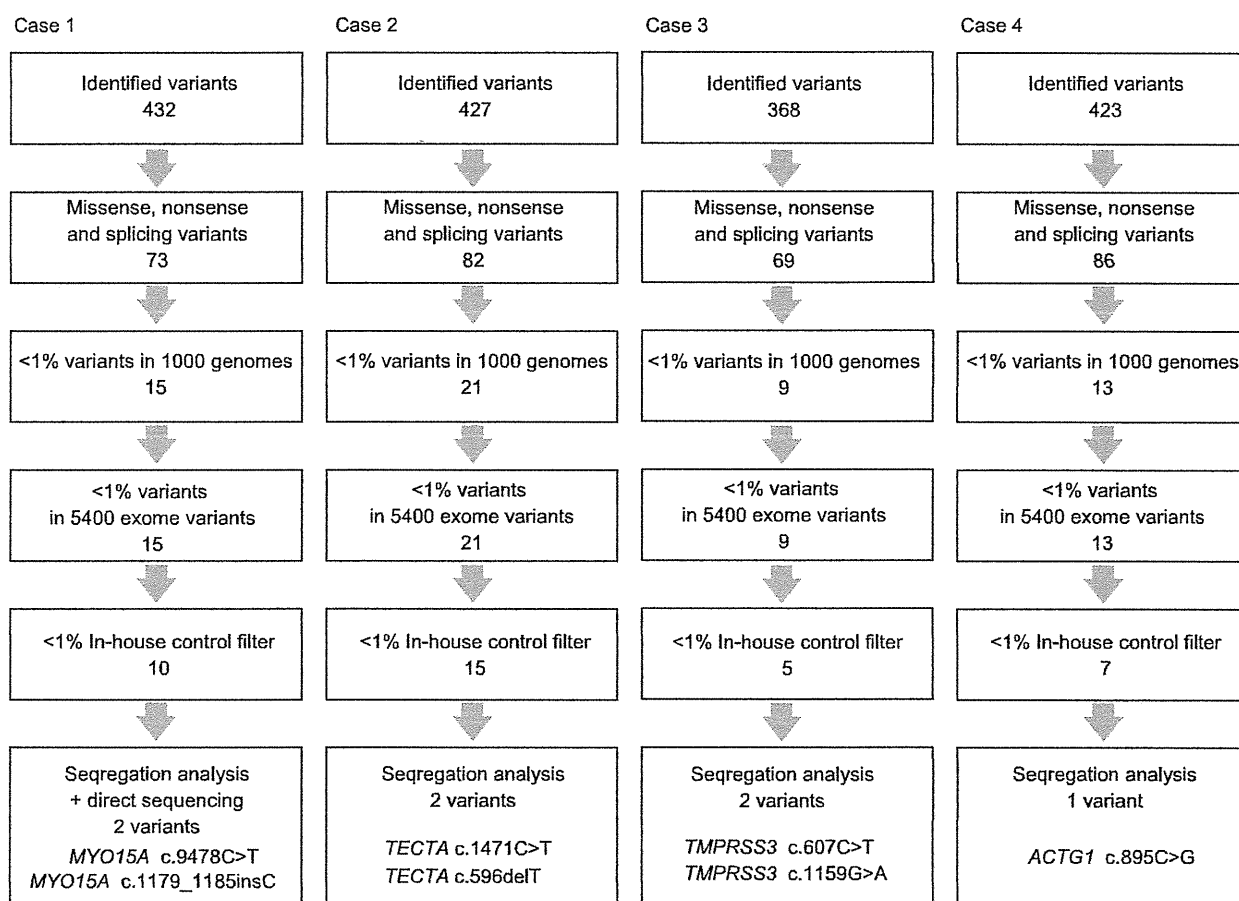 Case 1
Identified variants
432
Missense, nonsense
and splicing variants
73
<1% variants in 1000 genomes
15
<1% variants
in 5400 exome variants
15
<1% In-house control filter
10
Seqregation analysis
+ direct sequencing
2 variants
MYO15A c.9478C>T
MYO15A c.1179_1185insC
Case 2
Identified variants
427
Missense, nonsense
and splicing variants
82
<1% variants in 1000 genomes
21
<1% variants
in 5400 exome variants
21
<1% In-house control filter
15
Seqregation analysis
2 variants
TECTA c.1471C>T
TECTA c.596delT
Case 3
Identified variants
368
Missense, nonsense
and splicing variants
69
<1% variants in 1000 genomes
9
<1% variants
in 5400 exome variants
9
<1% In-house control filter
5
Seqregation analysis
2 variants
TMPRSS3 c.607C>T
TMPRSS3 c.1159G>A
Case 4
Identified variants
423
Missense, nonsense
and splicing variants
86
<1% variants in 1000 genomes
13
<1% variants
in 5400 exome variants
13
<1% In-house control filter
7
Seqregation analysis
1 variant
ACTG1 c.895C>G